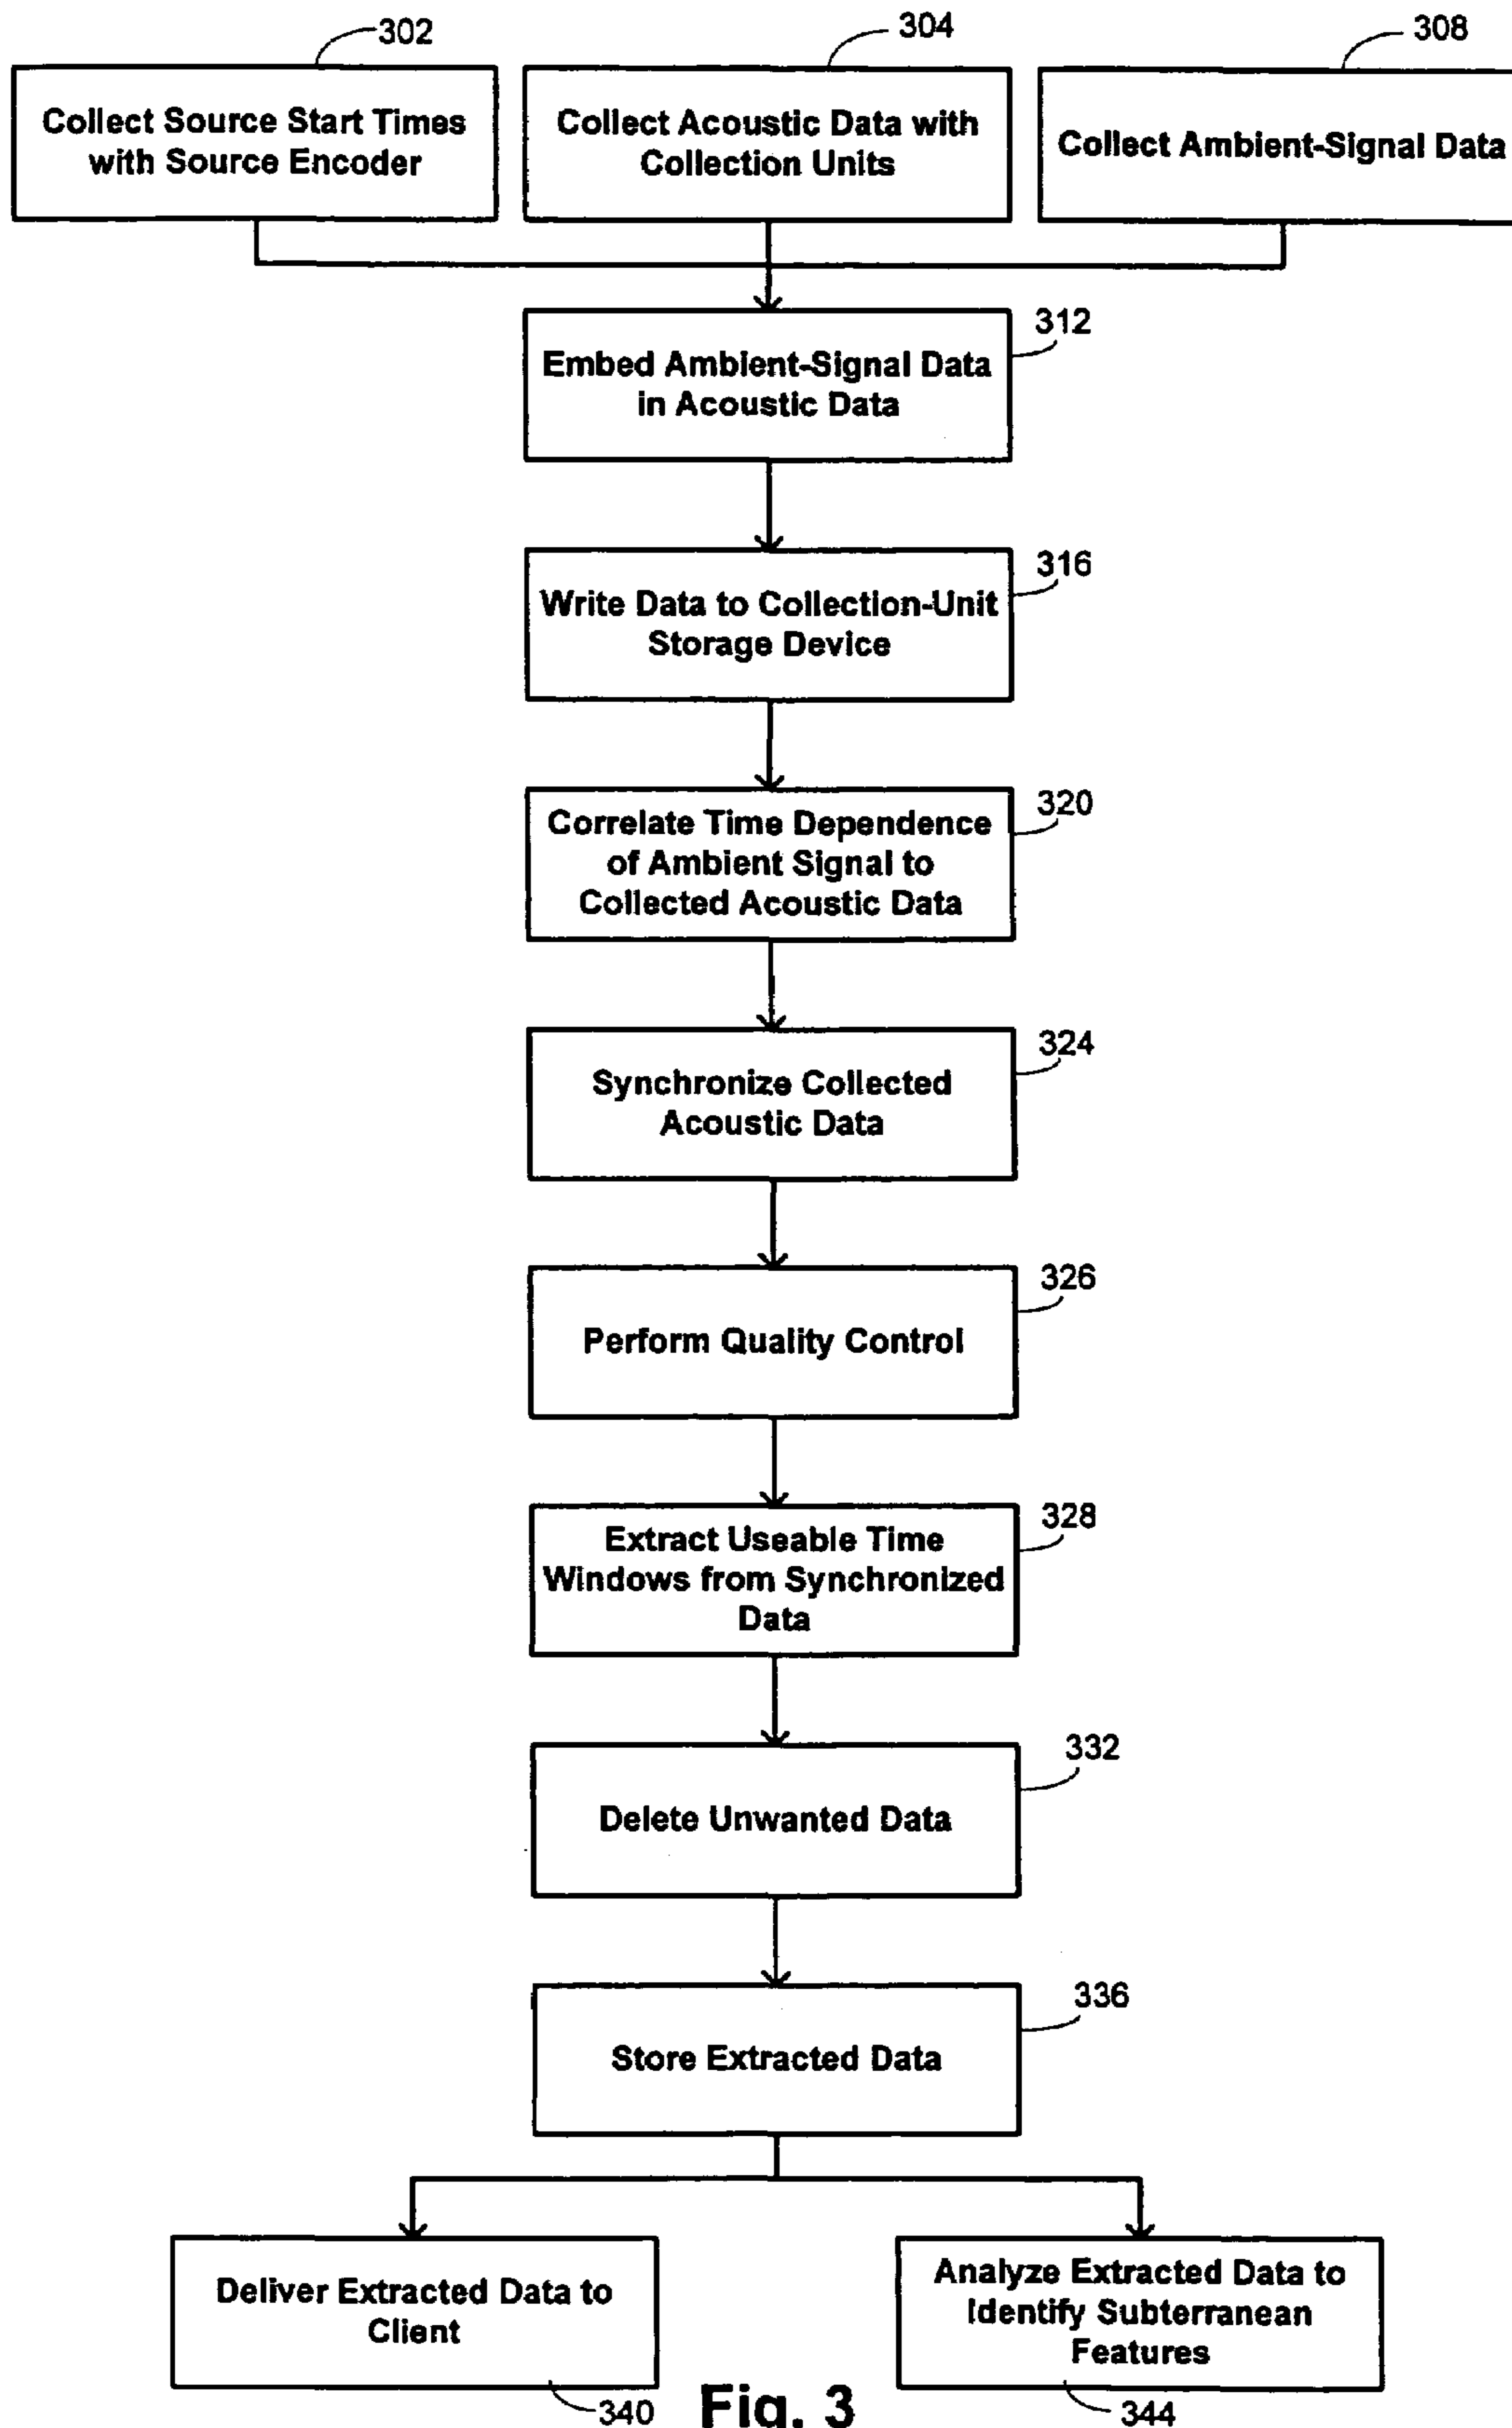 302
304
308
Collect Source Start Times
with Source Encoder
Collect Acoustic Data with
Collection Units
Collect Ambient-Signal Data
312
Embed Ambient-Signal Data
in Acoustic Data
316
Write Data to Collection-Unit
Storage Device
320
Correlate Time Dependence
of Ambient Signal to
Collected Acoustic Data
324
Synchronize Collected
Acoustic Data
326
Perform Quality Control
328
Extract Useable Time
Windows from Synchronized
Data
332
Delete Unwanted Data
336
Store Extracted Data
Deliver Extracted Data to
Client
Analyze Extracted Data to
Identify Subterranean
Features
340
Fig. 3
344